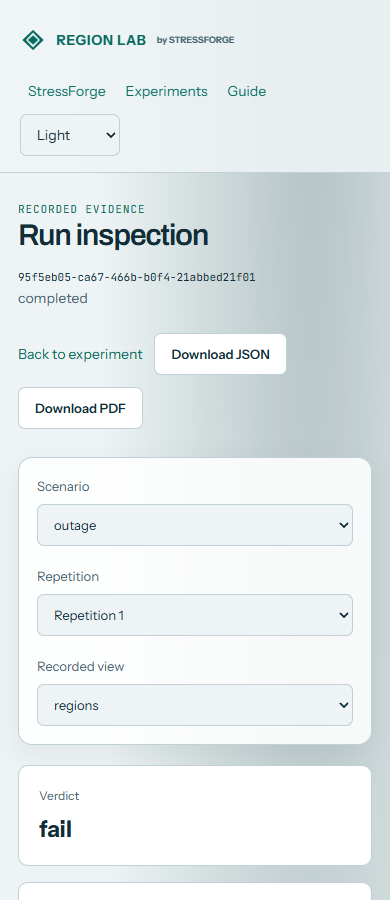 REGION LAB by STRESSFORGE
StressForge Experiments Guide
Light
RECORDED EVIDENCE
Run inspection
95f5eb05-ca67-466b-b0f4-21abbed21f01
completed
Back to experiment Download JSON
Download PDF
Scenario
outage
Repetition
Repetition 1
Recorded view
regions
Verdict
fail